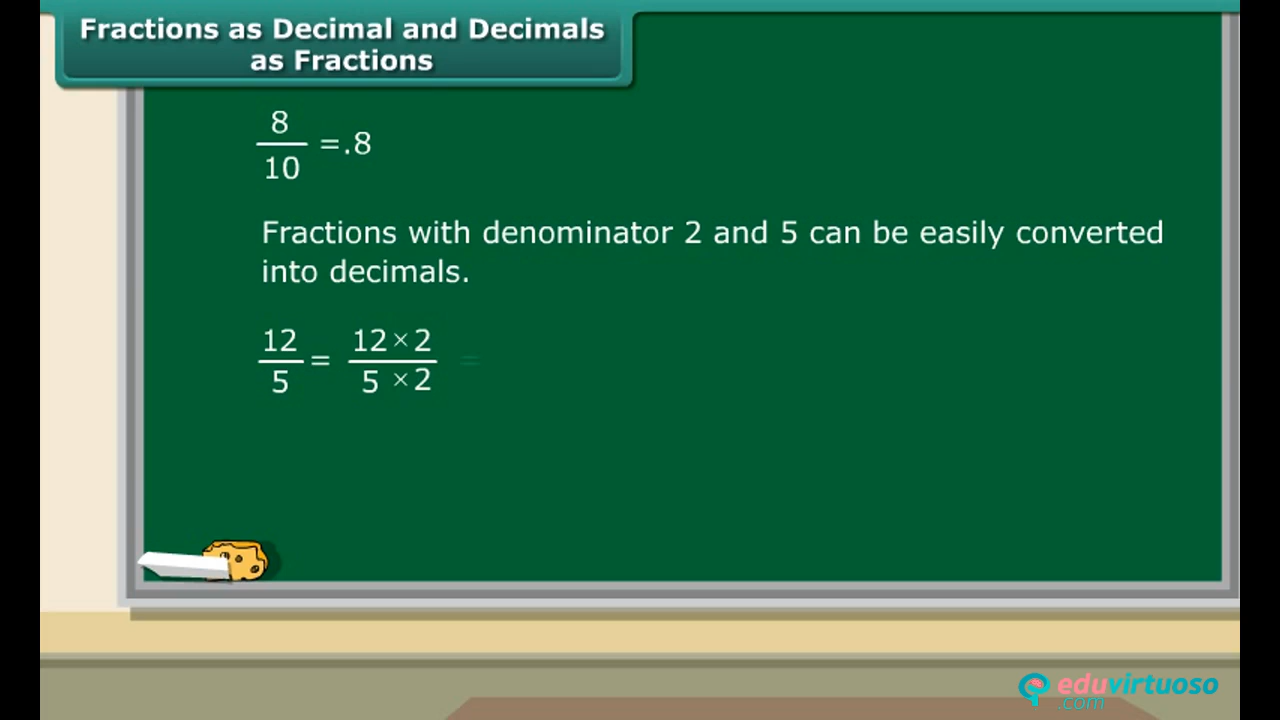 Fractions as Decimal and Decimals
as Fractions
8/10 =.8
Fractions with denominator 2 and 5 can be easily converted
into decimals.
12/5 = 12×2/5×2 =
eduvirtuoso
.com